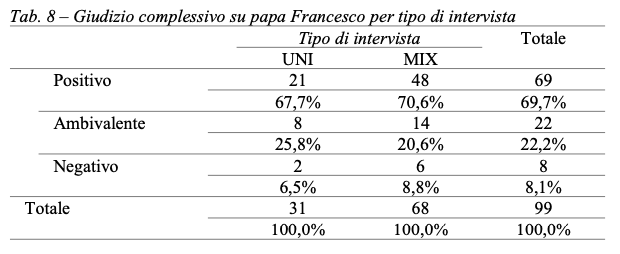 Tab. 8 – Giudizio complessivo su papa Francesco per tipo di intervista
Tipo di intervista Totale
UNI MIX
Positivo 21 48 69
67,7% 70,6% 69,7%
Ambivalente 8 14 22
25,8% 20,6% 22,2%
Negativo 2 6 8
6,5% 8,8% 8,1%
Totale 31 68 99
100,0% 100,0% 100,0%